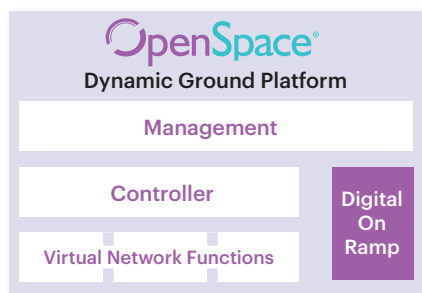 OpenSpace®
Dynamic Ground Platform
Management
Controller
Digital
On
Ramp
Virtual Network Functions